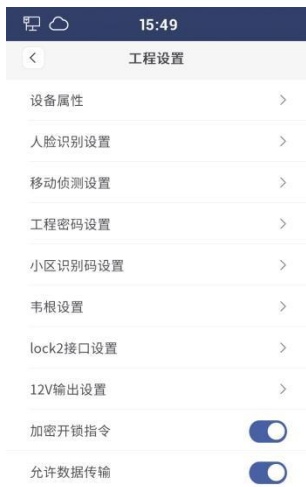 15:49
工程设置
设备属性
人脸识别设置
移动侦测设置
工程密码设置
小区识别码设置
韦根设置
lock2接口设置
12V输出设置
加密开锁指令
允许数据传输